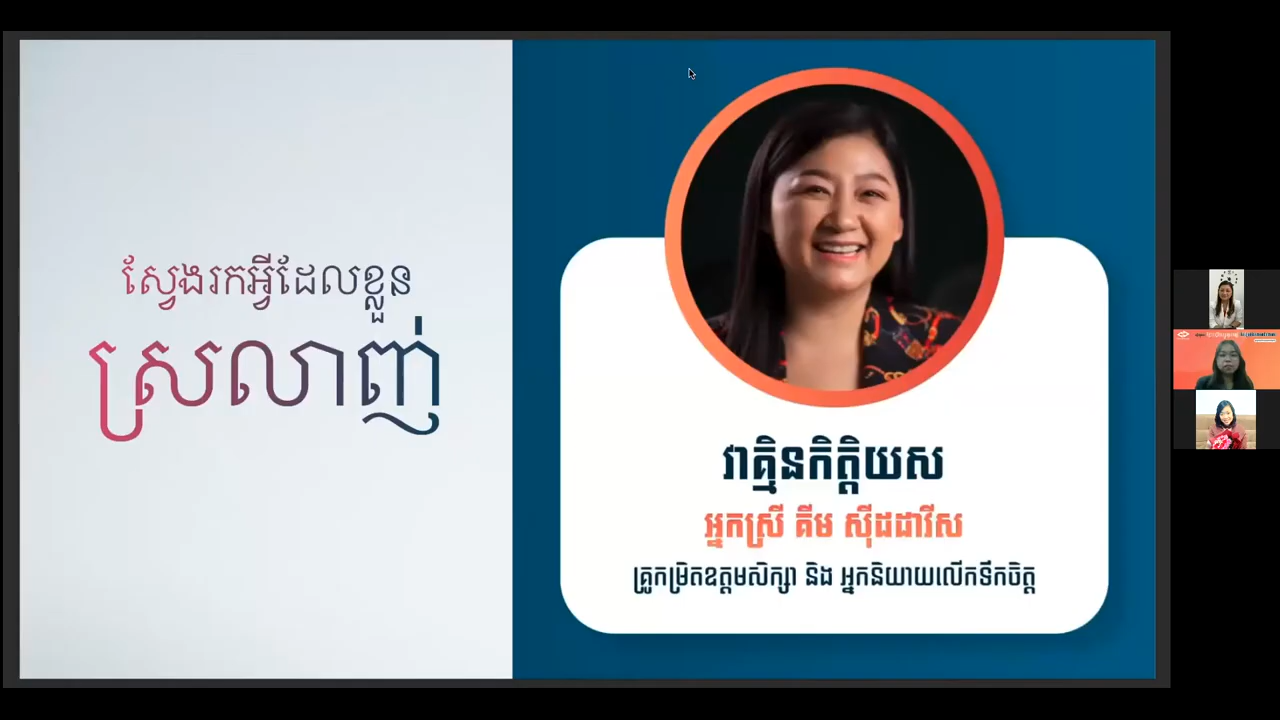 ស្វែងរកអ្វីដែលខ្លួន
ស្រលាញ់
វាគ្មិនកិត្តិយស
អ្នកស្រី គីម ស៊ីដដាវីស
គ្រូកម្រិតឧត្តមសិក្សា និង អ្នកនិយាយលើកទឹកចិត្ត